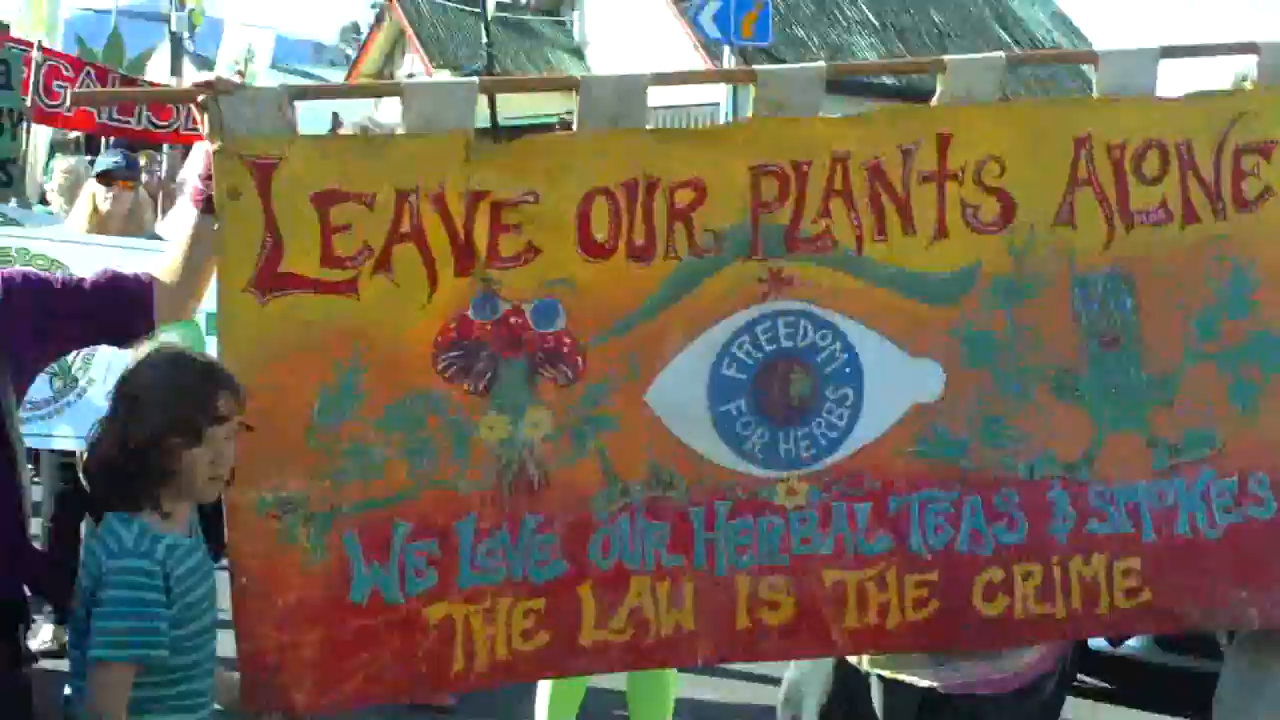 LEAVE OUR PLANTS ALONE
FREEDOM
FOR HERBS
WE LOVE OUR HERBAL TEAS & SMOKES
THE LAW IS THE CRIME